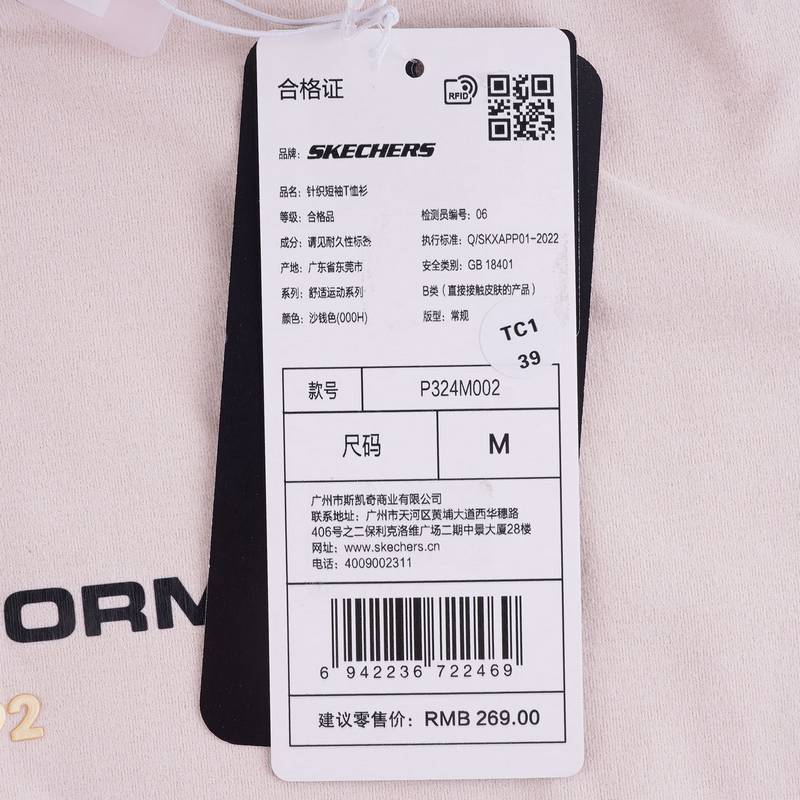 合格证
RFID
品牌: SKECHERS
品名: 针织短袖T恤衫
等级: 合格品
检测员编号: 06
成分: 请见耐久性标签
执行标准: Q/SKXAPP01-2022
产地: 广东省东莞市
安全类别: GB 18401
系列: 舒适运动系列
B类 (直接接触皮肤的产品)
颜色: 沙钱色(000H)
版型: 常规
TC1
39
款号 P324M002
尺码 M
广州市斯凯奇商业有限公司
联系地址: 广州市天河区黄埔大道西华穗路
406号之二保利克洛维广场二期中景大厦28楼
网址: www.skechers.cn
电话: 4009002311
6 942236 722469
建议零售价: RMB 269.00
ORM
92